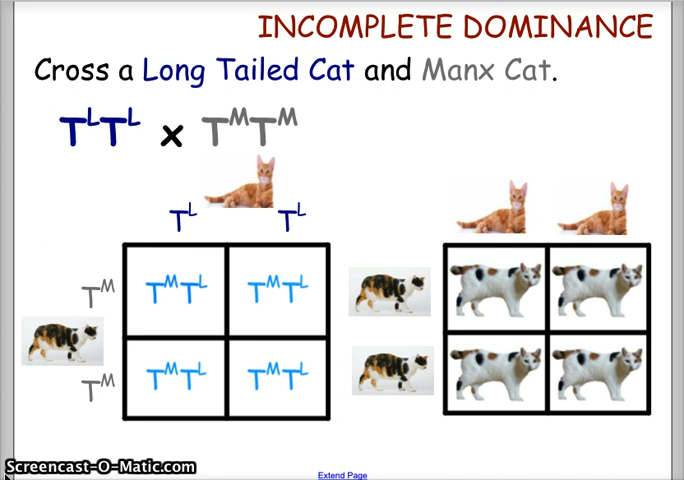 INCOMPLETE DOMINANCE
Cross a Long Tailed Cat and Manx Cat.
TᴸTᴸ x TᴹTᴹ
Tᴸ Tᴸ
Tᴹ TᴹTᴸ TᴹTᴸ
Tᴹ TᴹTᴸ TᴹTᴸ
Screencast-O-Matic.com
Extend Page